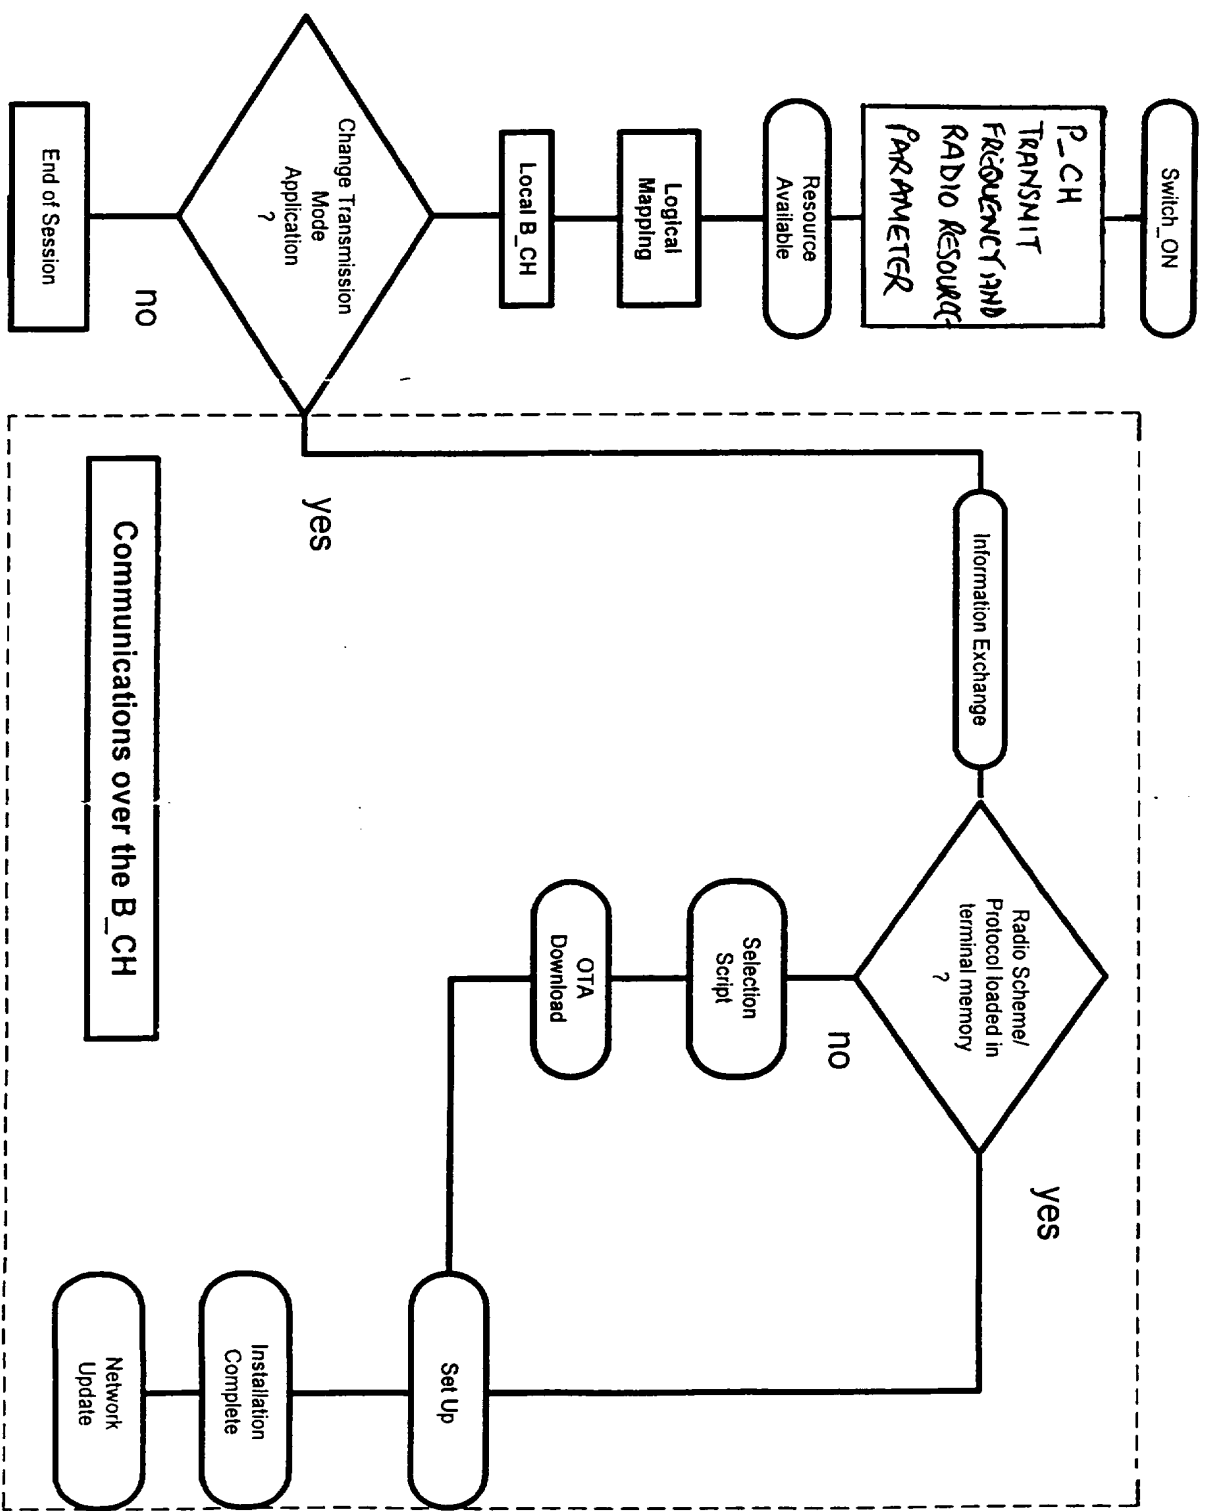 Switch_ON
P_CH
TRANSMIT
FREQUENCY AND
RADIO RESOURCE
PARAMETER
Resource
Available
Logical
Mapping
Local B_CH
Change Transmission
Mode
Application
?
no
End of Session
yes
Information Exchange
Radio Scheme/
Protocol loaded in
terminal memory
?
yes
no
Selection
Script
OTA
Download
Set Up
Installation
Complete
Network
Update
Communications over the B_CH